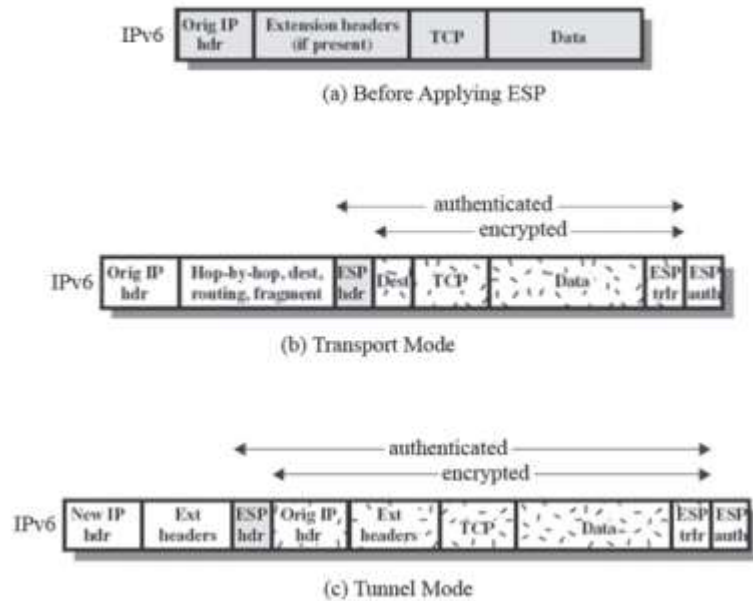 IPv6
Orig IP
hdr
Extension headers
(if present)
TCP
Data
(a) Before Applying ESP
authenticated
encrypted
IPv6
Orig IP
hdr
Hop-by-hop, dest,
routing, fragment
ESP
hdr
Dest
TCP
Data
ESP
trlr
ESP
auth
(b) Transport Mode
authenticated
encrypted
IPv6
New IP
hdr
Ext
headers
ESP
hdr
Orig IP
hdr
Ext
headers
TCP
Data
ESP
trlr
ESP
auth
(c) Tunnel Mode